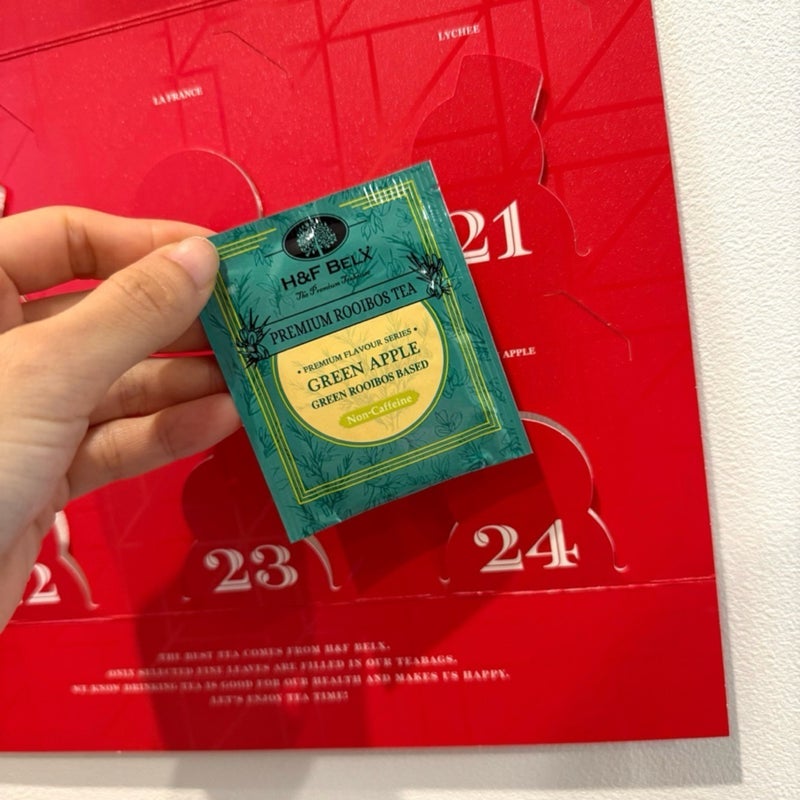 LYCHEE
LA FRANCE
21
H&F BELX
The Premium Teahouse
PREMIUM ROOIBOS TEA
• PREMIUM FLAVOUR SERIES •
GREEN APPLE
GREEN ROOIBOS BASED
Non-Caffeine
APPLE
2
23
24
THE BEST TEA COMES FROM H&F BELX.
ONLY SELECTED FINE LEAVES ARE FILLED IN OUR TEABAGS.
WE KNOW DRINKING TEA IS GOOD FOR OUR HEALTH AND MAKES US HAPPY.
LET'S ENJOY TEA TIME!